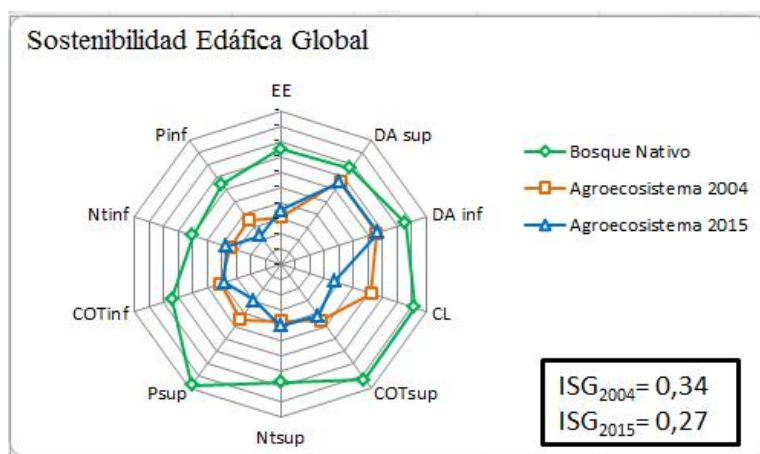 Sostenibilidad Edáfica Global
EE
DA sup
DA inf
CL
COTsup
Ntsup
Psup
COTinf
Ntinf
Pinf
Bosque Nativo
Agroecosistema 2004
Agroecosistema 2015
ISG2004= 0,34
ISG2015= 0,27